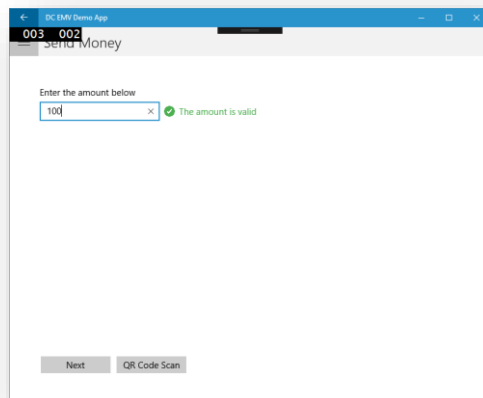 DC EMV Demo App
003 002
Send Money
Enter the amount below
100
The amount is valid
Next
QR Code Scan